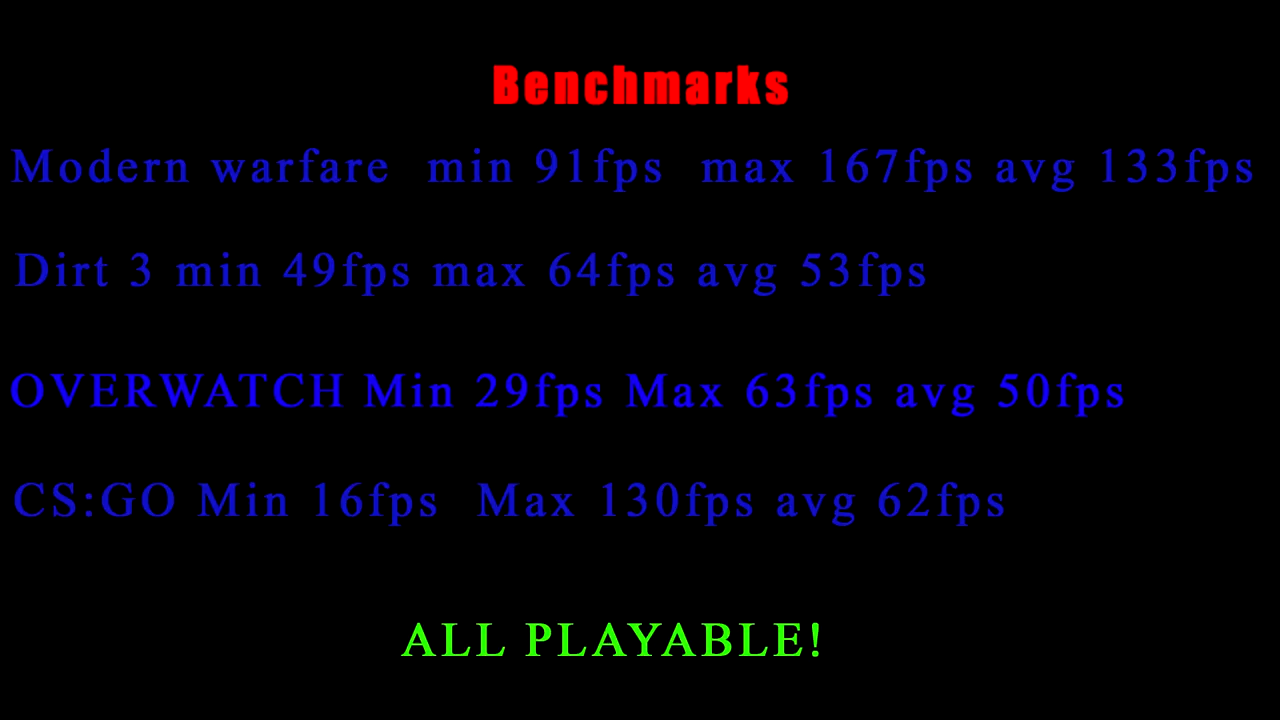 Benchmarks
Modern warfare min 91fps max 167fps avg 133fps
Dirt 3 min 49fps max 64fps avg 53fps
OVERWATCH Min 29fps Max 63fps avg 50fps
CS:GO Min 16fps Max 130fps avg 62fps
ALL PLAYABLE!